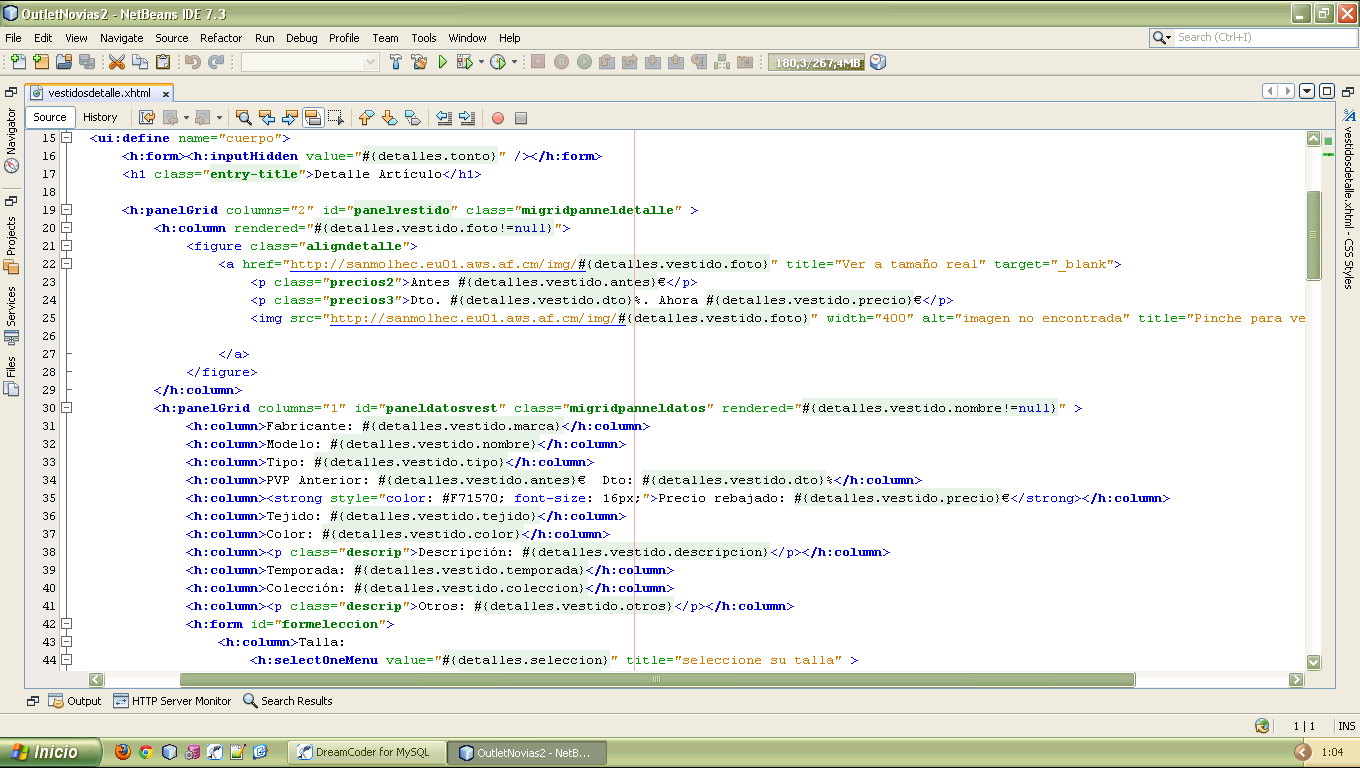 OutletNovias2 - NetBeans IDE 7.3
File Edit View Navigate Source Refactor Run Debug Profile Team Tools Window Help
Search (Ctrl+I)
180,3/267,4MB
vestidosdetalle.xhtml
Source History
Navigator
Projects
Services
Files
vestidosdetalle.xhtml - CSS Styles
15 <ui:define name="cuerpo">
16 <h:form><h:inputHidden value="#{detalles.tonto}" /></h:form>
17 <h1 class="entry-title">Detalle Artículo</h1>
18
19 <h:panelGrid columns="2" id="panelvestido" class="migridpanneldetalle" >
20 <h:column rendered="#{detalles.vestido.foto!=null}">
21 <figure class="aligndetalle">
22 <a href="http://sanmolhec.eu01.aws.af.cm/img/#{detalles.vestido.foto}" title="Ver a tamaño real" target="_blank">
23 <p class="precios2">Antes #{detalles.vestido.antes}€</p>
24 <p class="precios3">Dto. #{detalles.vestido.dto}%. Ahora #{detalles.vestido.precio}€</p>
25 <img src="http://sanmolhec.eu01.aws.af.cm/img/#{detalles.vestido.foto}" width="400" alt="imagen no encontrada" title="Pinche para ve
26
27 </a>
28 </figure>
29 </h:column>
30 <h:panelGrid columns="1" id="paneldatosvest" class="migridpanneldatos" rendered="#{detalles.vestido.nombre!=null}" >
31 <h:column>Fabricante: #{detalles.vestido.marca}</h:column>
32 <h:column>Modelo: #{detalles.vestido.nombre}</h:column>
33 <h:column>Tipo: #{detalles.vestido.tipo}</h:column>
34 <h:column>PVP Anterior: #{detalles.vestido.antes}€  Dto: #{detalles.vestido.dto}%</h:column>
35 <h:column><strong style="color: #F71570; font-size: 16px;">Precio rebajado: #{detalles.vestido.precio}€</strong></h:column>
36 <h:column>Tejido: #{detalles.vestido.tejido}</h:column>
37 <h:column>Color: #{detalles.vestido.color}</h:column>
38 <h:column><p class="descrip">Descripción: #{detalles.vestido.descripcion}</p></h:column>
39 <h:column>Temporada: #{detalles.vestido.temporada}</h:column>
40 <h:column>Colección: #{detalles.vestido.coleccion}</h:column>
41 <h:column><p class="descrip">Otros: #{detalles.vestido.otros}</p></h:column>
42 <h:form id="formeleccion">
43 <h:column>Talla:
44 <h:selectOneMenu value="#{detalles.seleccion}" title="seleccione su talla" >
Output HTTP Server Monitor Search Results
1 | 1 INS
Inicio DreamCoder for MySQL OutletNovias2 - NetB... 1:04